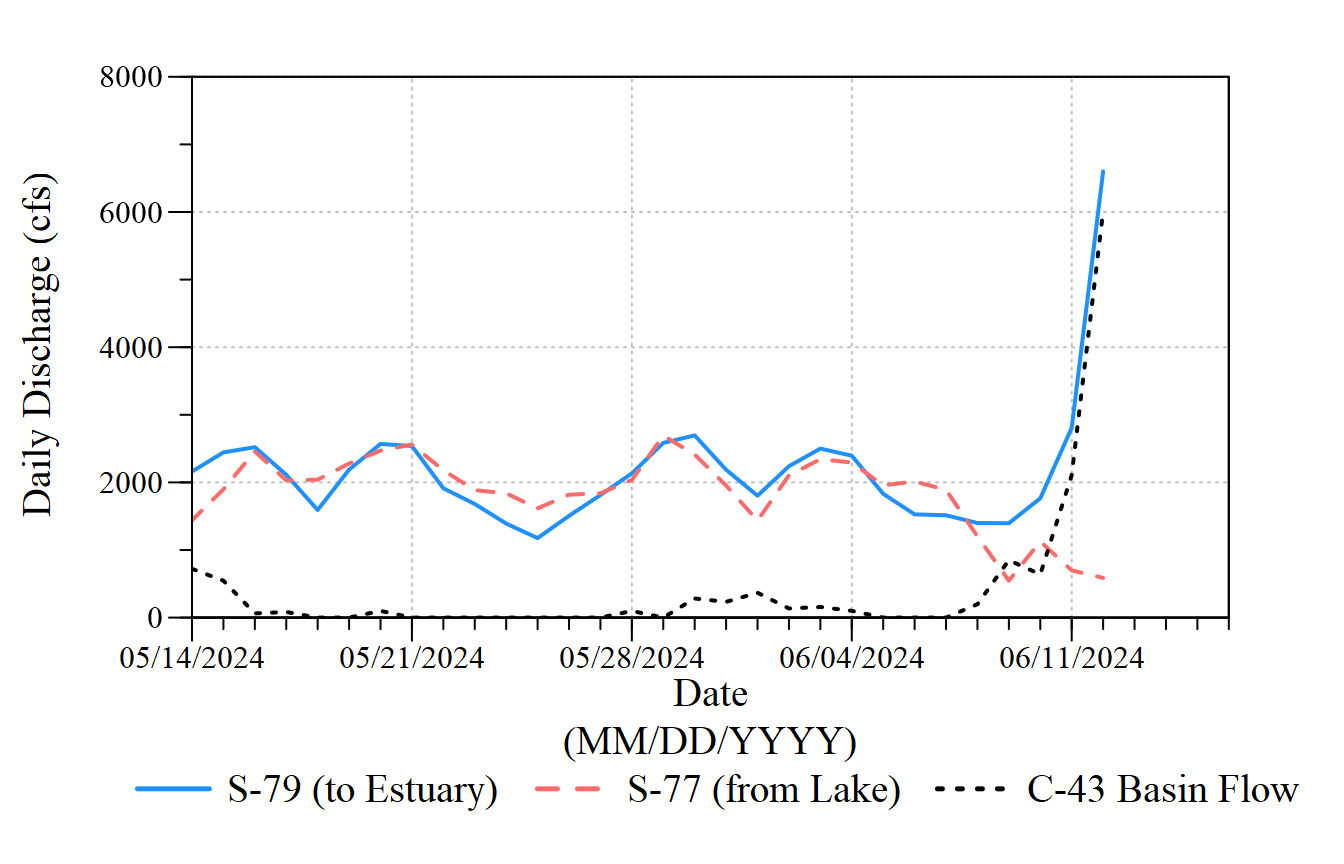 8000
6000
4000
2000
0
Daily Discharge (cfs)
05/14/2024 05/21/2024 05/28/2024 06/04/2024 06/11/2024
Date
(MM/DD/YYYY)
S-79 (to Estuary) S-77 (from Lake) C-43 Basin Flow